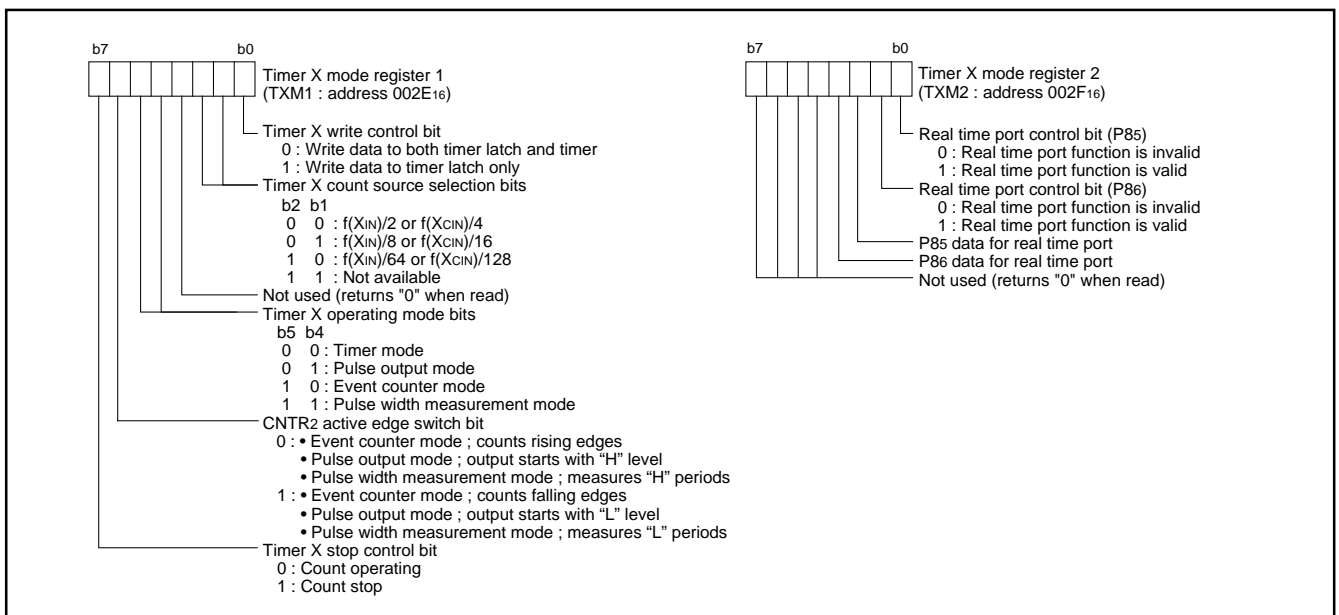 b7 b0
Timer X mode register 1
(TXM1 : address 002E16)
Timer X write control bit
0 : Write data to both timer latch and timer
1 : Write data to timer latch only
Timer X count source selection bits
b2 b1
0 0 : f(XIN)/2 or f(XCIN)/4
0 1 : f(XIN)/8 or f(XCIN)/16
1 0 : f(XIN)/64 or f(XCIN)/128
1 1 : Not available
Not used (returns "0" when read)
Timer X operating mode bits
b5 b4
0 0 : Timer mode
0 1 : Pulse output mode
1 0 : Event counter mode
1 1 : Pulse width measurement mode
CNTR2 active edge switch bit
0 : • Event counter mode ; counts rising edges
• Pulse output mode ; output starts with “H” level
• Pulse width measurement mode ; measures “H” periods
1 : • Event counter mode ; counts falling edges
• Pulse output mode ; output starts with “L” level
• Pulse width measurement mode ; measures “L” periods
Timer X stop control bit
0 : Count operating
1 : Count stop
b7 b0
Timer X mode register 2
(TXM2 : address 002F16)
Real time port control bit (P85)
0 : Real time port function is invalid
1 : Real time port function is valid
Real time port control bit (P86)
0 : Real time port function is invalid
1 : Real time port function is valid
P85 data for real time port
P86 data for real time port
Not used (returns "0" when read)